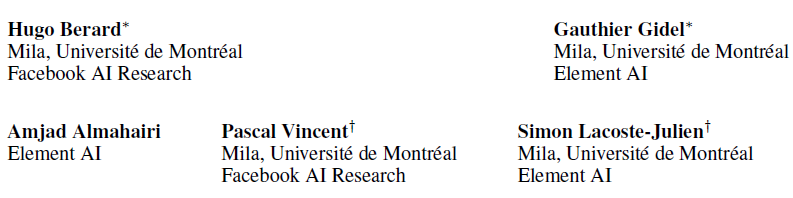 Hugo Berard*
Mila, Université de Montréal
Facebook AI Research
Gauthier Gidel*
Mila, Université de Montréal
Element AI
Amjad Almahairi
Element AI
Pascal Vincent†
Mila, Université de Montréal
Facebook AI Research
Simon Lacoste-Julien†
Mila, Université de Montréal
Element AI